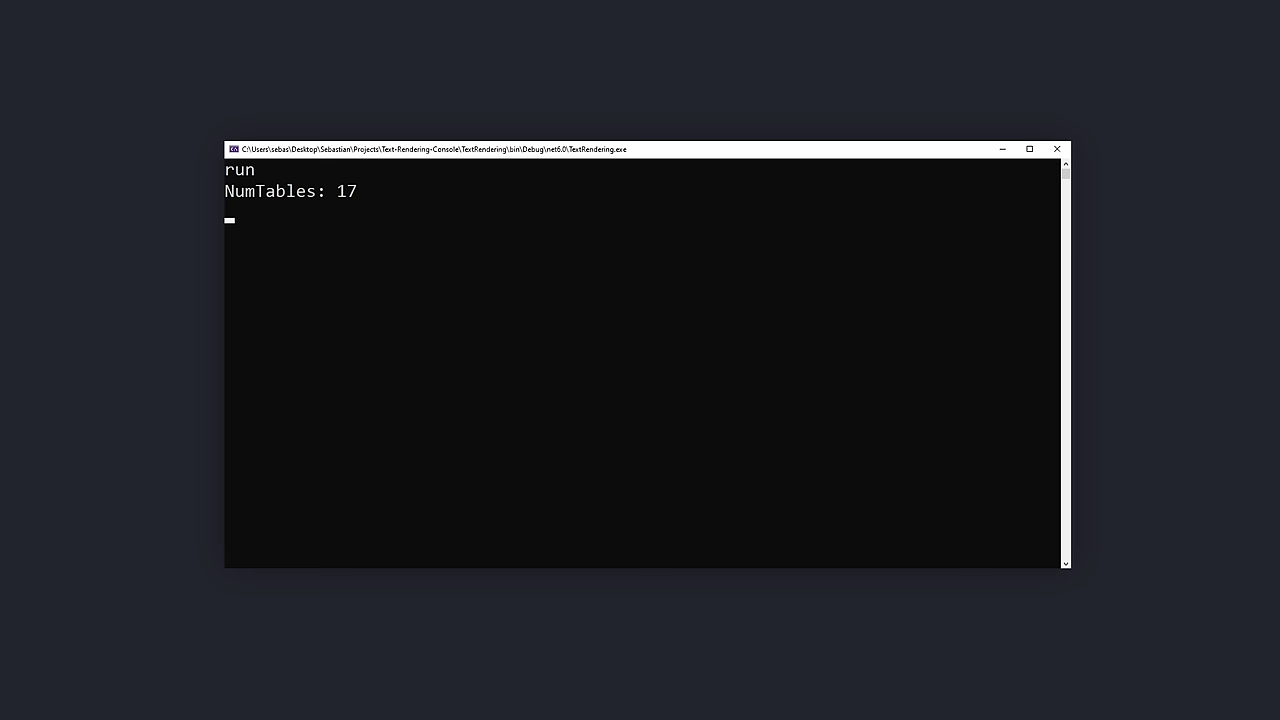 C:\Users\sebas\Desktop\Sebastian\Projects\Text-Rendering-Console\TextRendering\bin\Debug\net6.0\TextRendering.exe
run
NumTables: 17